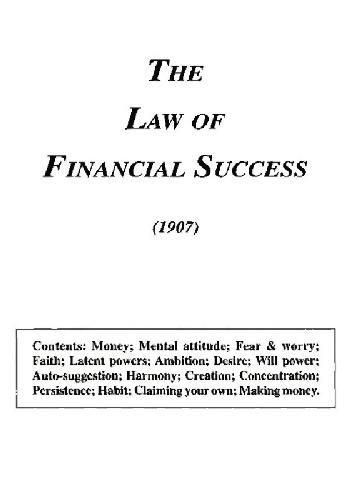 THE
LAW OF
FINANCIAL SUCCESS
(1907)
Contents: Money; Mental attitude; Fear & worry;
Faith; Latent powers; Ambition; Desire; Will power;
Auto-suggestion; Harmony; Creation; Concentration;
Persistence; Habit; Claiming your own; Making money.